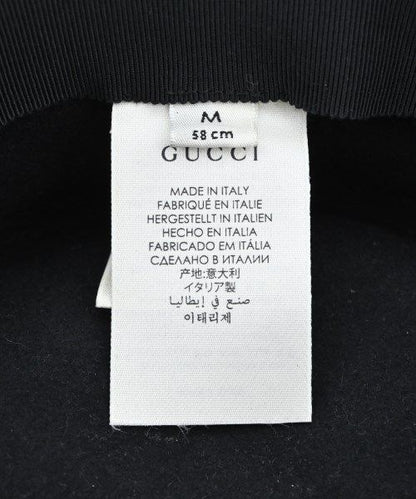 M
58 cm
GUCCI
MADE IN ITALY
FABRIQUÉ EN ITALIE
HERGESTELLT IN ITALIEN
HECHO EN ITALIA
FABRICADO EM ITÁLIA
СДЕЛАНО В ИТАЛИИ
产地:意大利
イタリア製
صنع في إيطاليا
이태리제